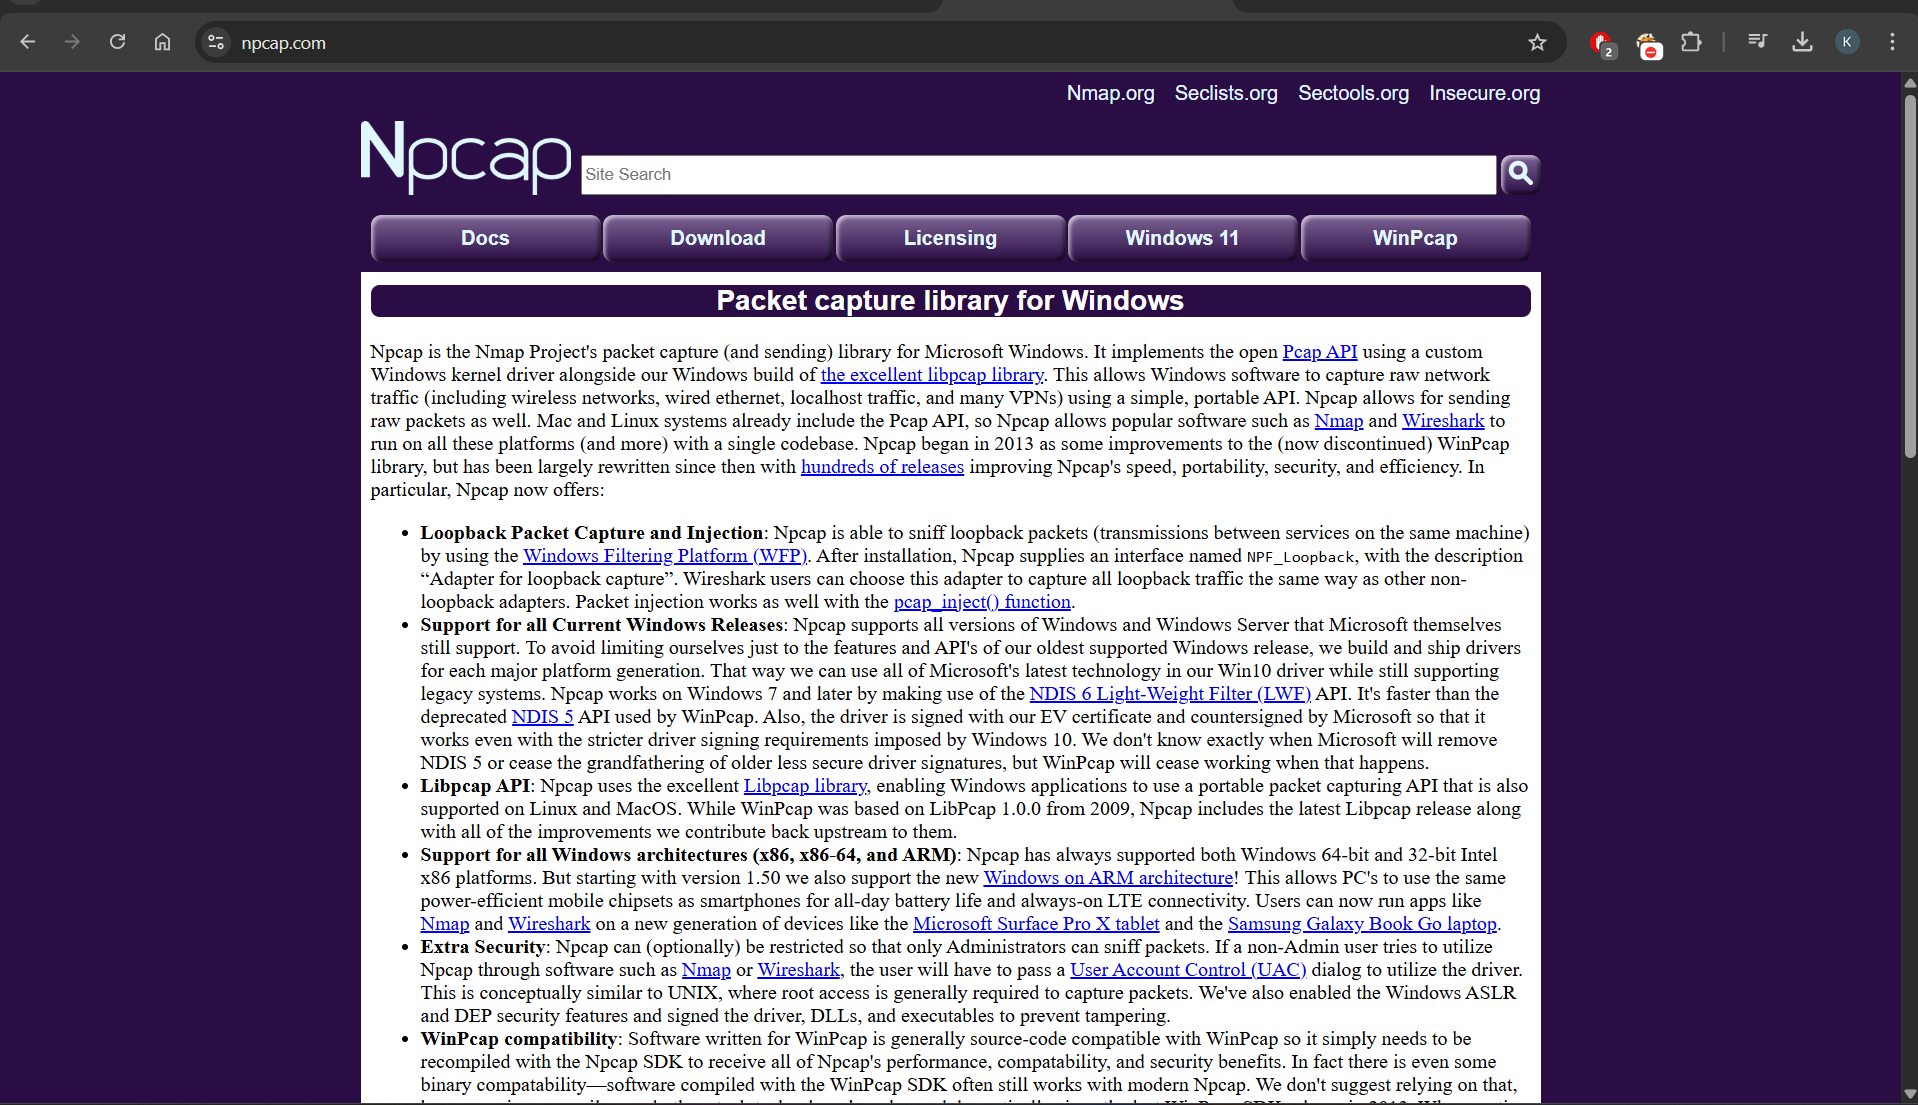 npcap.com
2
K
Nmap.org Seclists.org Sectools.org Insecure.org
Npcap
Site Search
Docs Download Licensing Windows 11 WinPcap
Packet capture library for Windows
Npcap is the Nmap Project's packet capture (and sending) library for Microsoft Windows. It implements the open Pcap API using a custom
Windows kernel driver alongside our Windows build of the excellent libpcap library. This allows Windows software to capture raw network
traffic (including wireless networks, wired ethernet, localhost traffic, and many VPNs) using a simple, portable API. Npcap allows for sending
raw packets as well. Mac and Linux systems already include the Pcap API, so Npcap allows popular software such as Nmap and Wireshark to
run on all these platforms (and more) with a single codebase. Npcap began in 2013 as some improvements to the (now discontinued) WinPcap
library, but has been largely rewritten since then with hundreds of releases improving Npcap's speed, portability, security, and efficiency. In
particular, Npcap now offers:
• Loopback Packet Capture and Injection: Npcap is able to sniff loopback packets (transmissions between services on the same machine)
by using the Windows Filtering Platform (WFP). After installation, Npcap supplies an interface named NPF_Loopback, with the description
“Adapter for loopback capture”. Wireshark users can choose this adapter to capture all loopback traffic the same way as other non-
loopback adapters. Packet injection works as well with the pcap_inject() function.
• Support for all Current Windows Releases: Npcap supports all versions of Windows and Windows Server that Microsoft themselves
still support. To avoid limiting ourselves just to the features and API's of our oldest supported Windows release, we build and ship drivers
for each major platform generation. That way we can use all of Microsoft's latest technology in our Win10 driver while still supporting
legacy systems. Npcap works on Windows 7 and later by making use of the NDIS 6 Light-Weight Filter (LWF) API. It's faster than the
deprecated NDIS 5 API used by WinPcap. Also, the driver is signed with our EV certificate and countersigned by Microsoft so that it
works even with the stricter driver signing requirements imposed by Windows 10. We don't know exactly when Microsoft will remove
NDIS 5 or cease the grandfathering of older less secure driver signatures, but WinPcap will cease working when that happens.
• Libpcap API: Npcap uses the excellent Libpcap library, enabling Windows applications to use a portable packet capturing API that is also
supported on Linux and MacOS. While WinPcap was based on LibPcap 1.0.0 from 2009, Npcap includes the latest Libpcap release along
with all of the improvements we contribute back upstream to them.
• Support for all Windows architectures (x86, x86-64, and ARM): Npcap has always supported both Windows 64-bit and 32-bit Intel
x86 platforms. But starting with version 1.50 we also support the new Windows on ARM architecture! This allows PC's to use the same
power-efficient mobile chipsets as smartphones for all-day battery life and always-on LTE connectivity. Users can now run apps like
Nmap and Wireshark on a new generation of devices like the Microsoft Surface Pro X tablet and the Samsung Galaxy Book Go laptop.
• Extra Security: Npcap can (optionally) be restricted so that only Administrators can sniff packets. If a non-Admin user tries to utilize
Npcap through software such as Nmap or Wireshark, the user will have to pass a User Account Control (UAC) dialog to utilize the driver.
This is conceptually similar to UNIX, where root access is generally required to capture packets. We've also enabled the Windows ASLR
and DEP security features and signed the driver, DLLs, and executables to prevent tampering.
• WinPcap compatibility: Software written for WinPcap is generally source-code compatible with WinPcap so it simply needs to be
recompiled with the Npcap SDK to receive all of Npcap's performance, compatability, and security benefits. In fact there is even some
binary compatability—software compiled with the WinPcap SDK often still works with modern Npcap. We don't suggest relying on that,